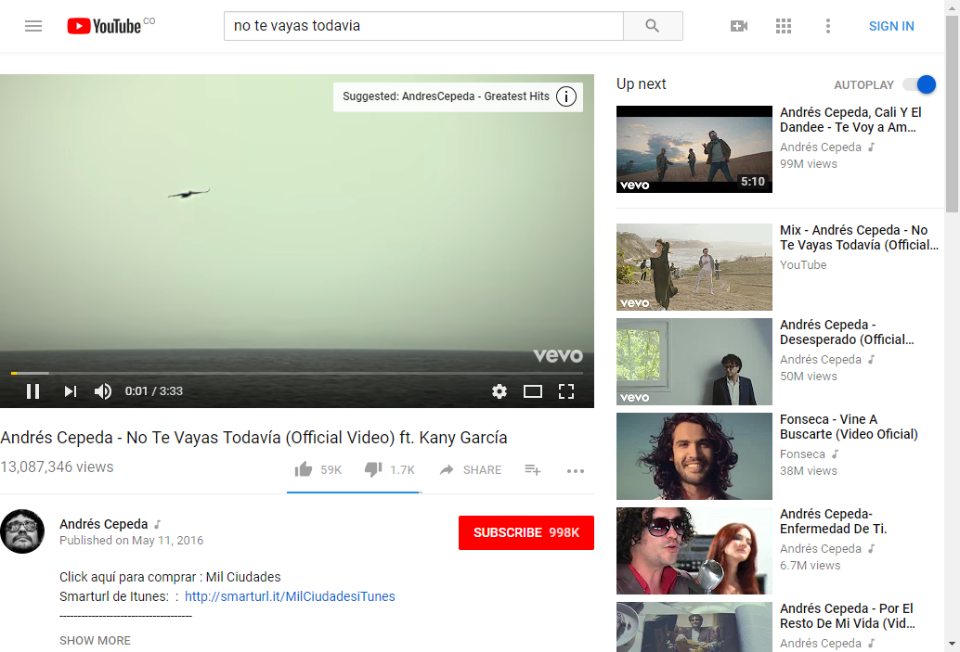 YouTube CO
no te vayas todavia
SIGN IN
Suggested: AndresCepeda - Greatest Hits
vevo
0:01 / 3:33
Andrés Cepeda - No Te Vayas Todavía (Official Video) ft. Kany García
13,087,346 views
59K
1.7K
SHARE
Andrés Cepeda
Published on May 11, 2016
SUBSCRIBE 998K
Click aquí para comprar : Mil Ciudades
Smarturl de Itunes: : http://smarturl.it/MilCiudadesiTunes
-------------------------------------
SHOW MORE
Up next
AUTOPLAY
vevo
5:10
Andrés Cepeda, Cali Y El
Dandee - Te Voy a Am...
Andrés Cepeda
99M views
vevo
Mix - Andrés Cepeda - No
Te Vayas Todavía (Official...
YouTube
vevo
Andrés Cepeda -
Desesperado (Official...
Andrés Cepeda
50M views
Fonseca - Vine A
Buscarte (Video Oficial)
Fonseca
38M views
Andrés Cepeda-
Enfermedad De Ti.
Andrés Cepeda
6.7M views
Andrés Cepeda - Por El
Resto De Mi Vida (Vid...
Andrés Cepeda